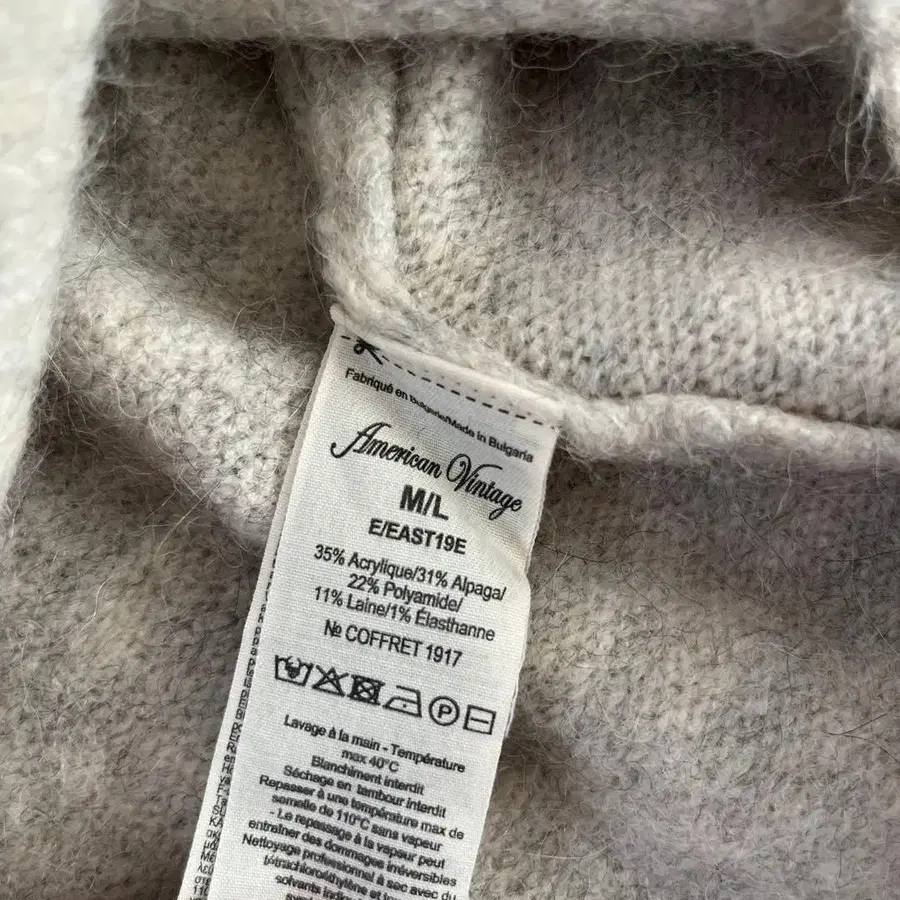 Fabriqué en Bulgarie/Made in Bulgaria
American Vintage
M/L
E/EAST19E
35% Acrylique/31% Alpaga/
22% Polyamide/
11% Laine/1% Élasthanne
№ COFFRET 1917
P
Lavage à la main - Température
max 40°C
Blanchiment interdit
Séchage en tambour interdit
Repasser à une température max de
semelle de 110°C sans vapeur
- Le repassage à la vapeur peut
entraîner des dommages irréversibles
Nettoyage professionnel à sec avec du
tétrachloroéthylène et
solvants